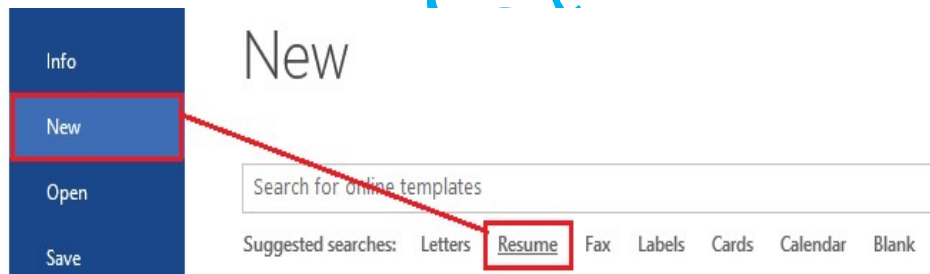 Info
New
New
Open
Search for online templates
Save
Suggested searches: Letters Resume Fax Labels Cards Calendar Blank